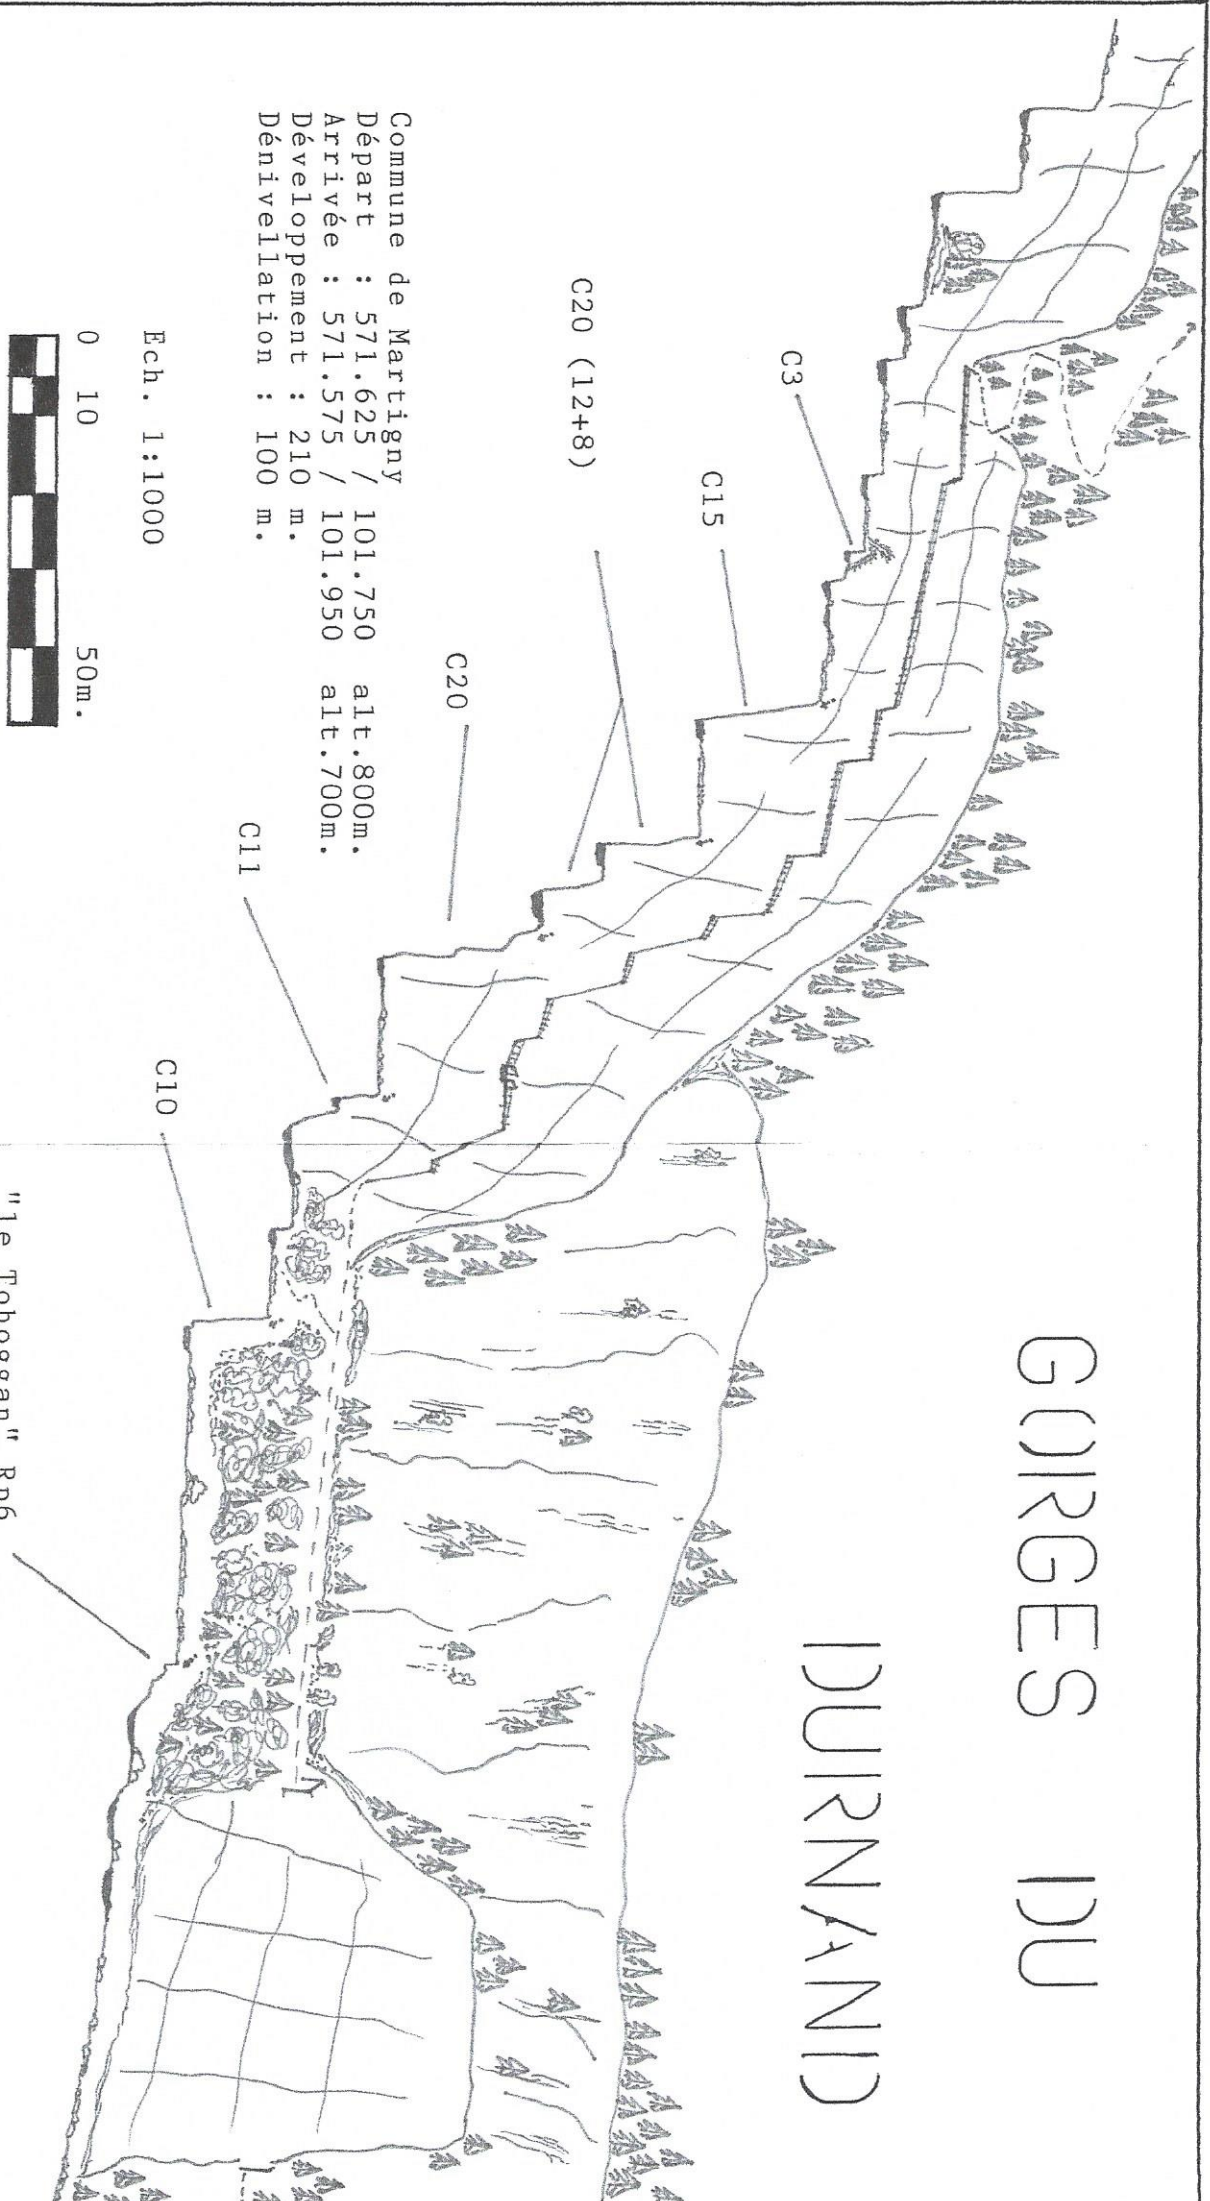 GORGES DU
DURNAND
C3
C15
C20 (12+8)
C20
C11
C10
"le Toboggan" Rp6
Commune de Martigny
Départ : 571.625 / 101.750 alt.800m.
Arrivée : 571.575 / 101.950 alt.700m.
Développement : 210 m.
Dénivellation : 100 m.
Ech. 1:1000
0 10 50m.